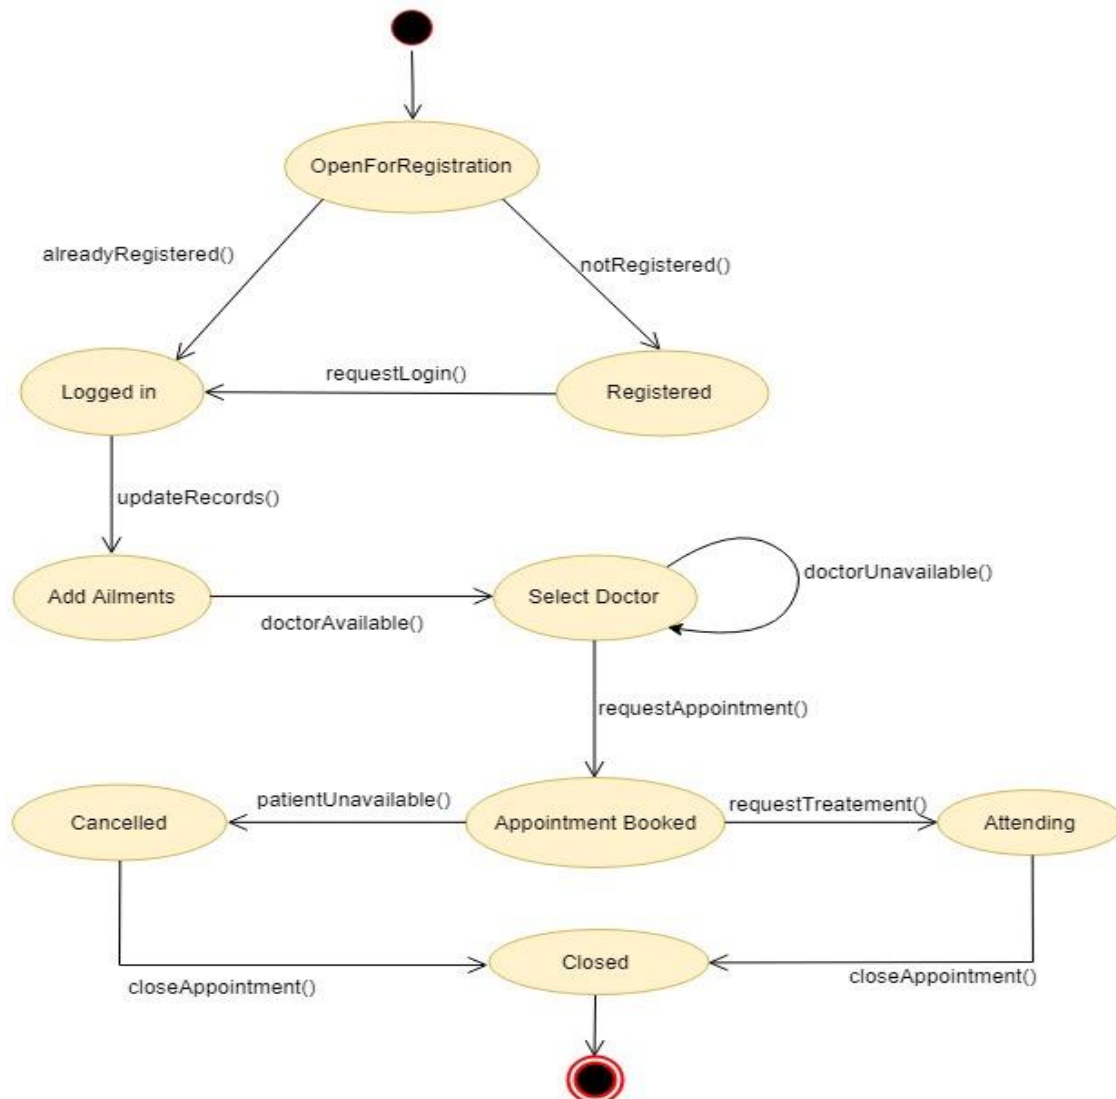 OpenForRegistration
alreadyRegistered()
notRegistered()
requestLogin()
Logged in
Registered
updateRecords()
doctorUnavailable()
Add Ailments
Select Doctor
doctorAvailable()
requestAppointment()
patientUnavailable()
requestTreatement()
Cancelled
Appointment Booked
Attending
Closed
closeAppointment()
closeAppointment()